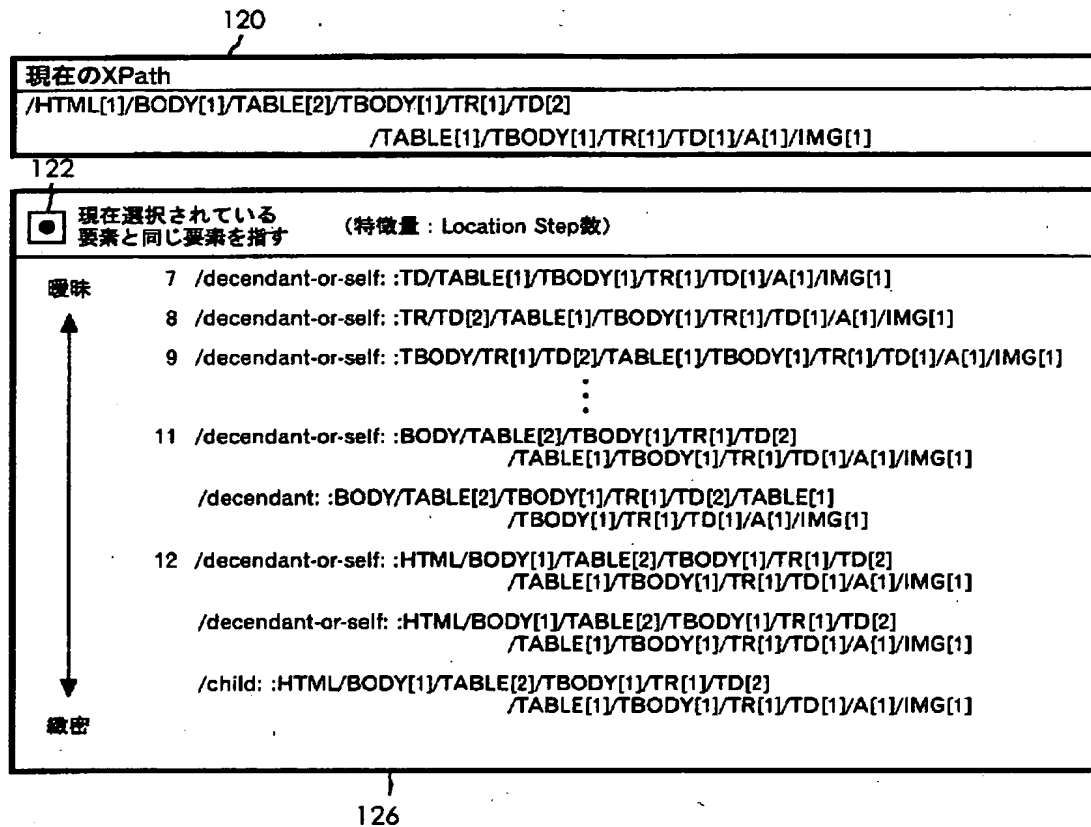 120
現在のXPath
/HTML[1]/BODY[1]/TABLE[2]/TBODY[1]/TR[1]/TD[2]
/TABLE[1]/TBODY[1]/TR[1]/TD[1]/A[1]/IMG[1]
122
現在選択されている
要素と同じ要素を指す
（特徴量：Location Step数）
曖昧
7 /decendant-or-self: :TD/TABLE[1]/TBODY[1]/TR[1]/TD[1]/A[1]/IMG[1]
8 /decendant-or-self: :TR/TD[2]/TABLE[1]/TBODY[1]/TR[1]/TD[1]/A[1]/IMG[1]
9 /decendant-or-self: :TBODY/TR[1]/TD[2]/TABLE[1]/TBODY[1]/TR[1]/TD[1]/A[1]/IMG[1]
11 /decendant-or-self: :BODY/TABLE[2]/TBODY[1]/TR[1]/TD[2]
/TABLE[1]/TBODY[1]/TR[1]/TD[1]/A[1]/IMG[1]
/decendant: :BODY/TABLE[2]/TBODY[1]/TR[1]/TD[2]/TABLE[1]
/TBODY[1]/TR[1]/TD[1]/A[1]/IMG[1]
12 /decendant-or-self: :HTML/BODY[1]/TABLE[2]/TBODY[1]/TR[1]/TD[2]
/TABLE[1]/TBODY[1]/TR[1]/TD[1]/A[1]/IMG[1]
/decendant-or-self: :HTML/BODY[1]/TABLE[2]/TBODY[1]/TR[1]/TD[2]
/TABLE[1]/TBODY[1]/TR[1]/TD[1]/A[1]/IMG[1]
/child: :HTML/BODY[1]/TABLE[2]/TBODY[1]/TR[1]/TD[2]
/TABLE[1]/TBODY[1]/TR[1]/TD[1]/A[1]/IMG[1]
緻密
126